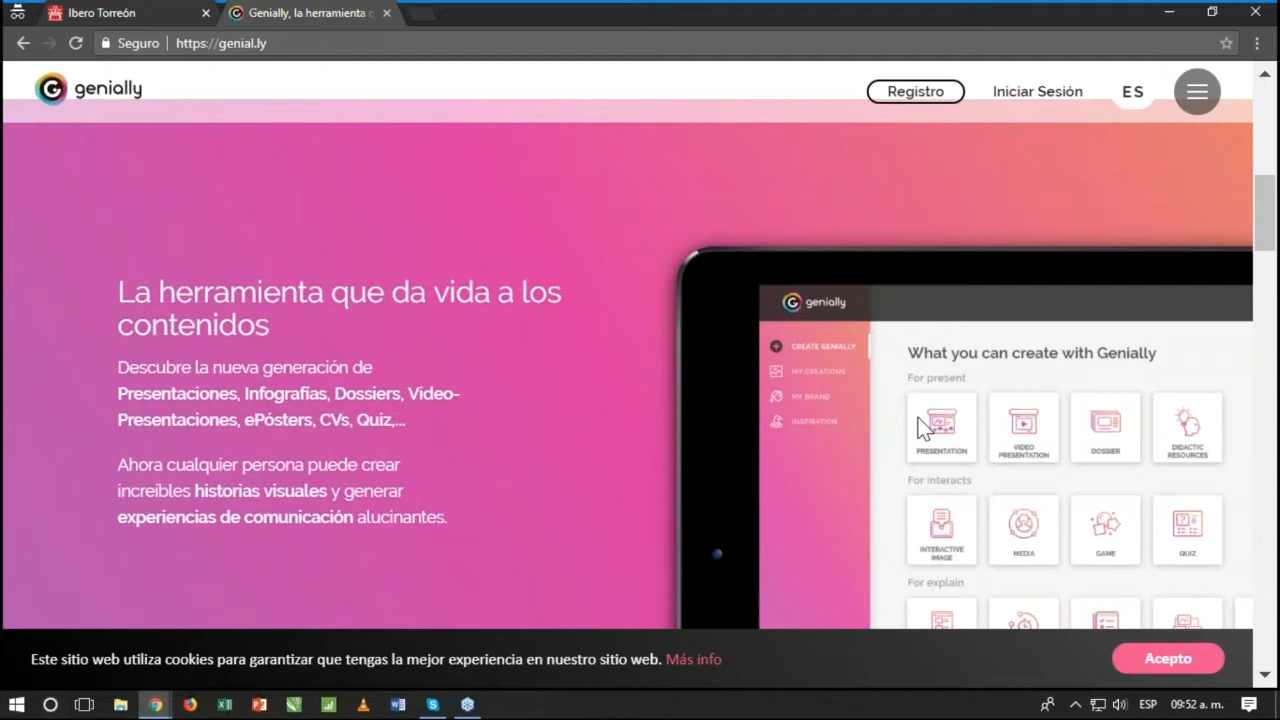 Ibero Torreón
Genially, la herramienta
Seguro
https://genial.ly
genially
Registro
Iniciar Sesión
ES
La herramienta que da vida a los
contenidos
Descubre la nueva generación de
Presentaciones, Infografías, Dossiers, Video-
Presentaciones, ePósters, CVs, Quiz,...
Ahora cualquier persona puede crear
increíbles historias visuales y generar
experiencias de comunicación alucinantes.
genially
CREATE GENIALLY
MY CREATIONS
MY BRAND
INSPIRATION
What you can create with Genially
For present
PRESENTATION
VIDEO
PRESENTATION
DOSSIER
DIDACTIC
RESOURCES
For interacts
INTERACTIVE
IMAGE
MEDIA
GAME
QUIZ
For explain
Este sitio web utiliza cookies para garantizar que tengas la mejor experiencia en nuestro sitio web. Más info
Acepto
ESP
09:52 a. m.